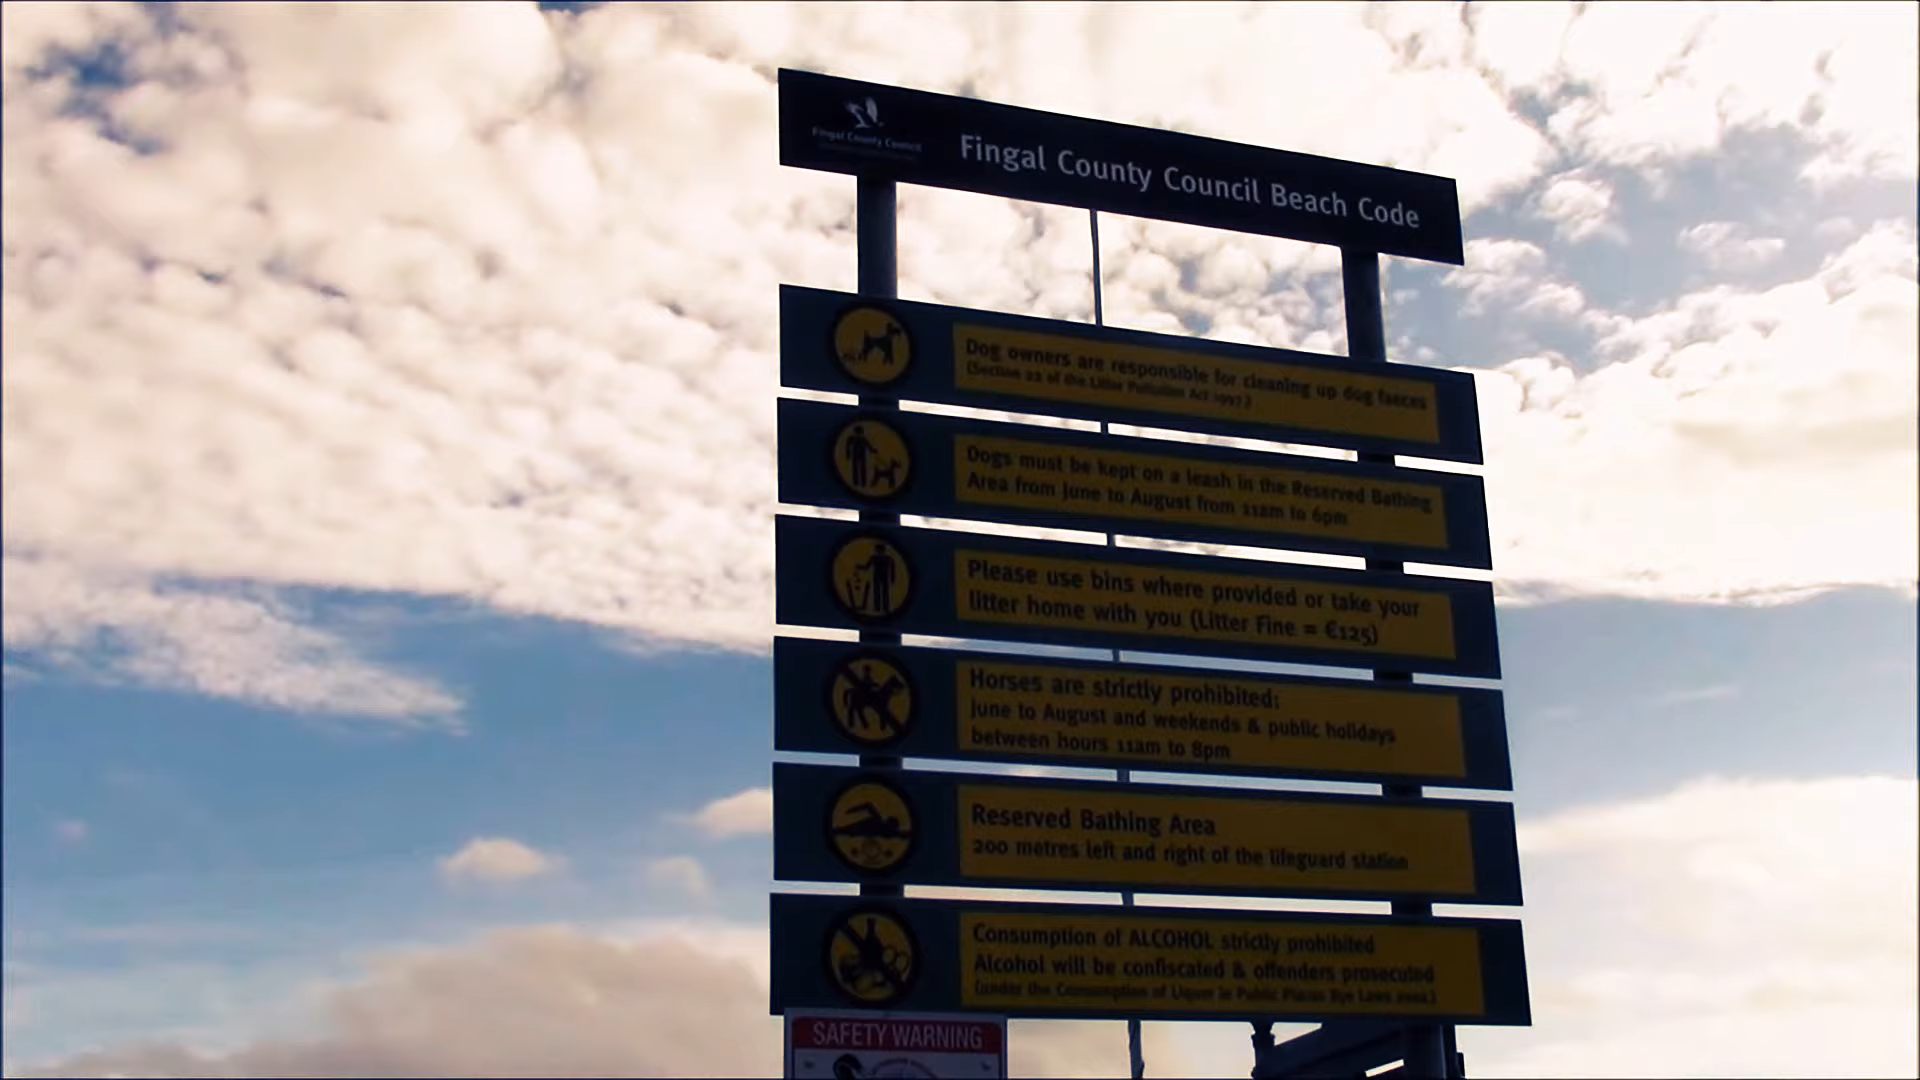 Fingal County Council
Fingal County Council Beach Code
Dog owners are responsible for cleaning up dog faeces
(Section 22 of the Litter Pollution Act 1997)
Dogs must be kept on a leash in the Reserved Bathing
Area from June to August from 11am to 6pm
Please use bins where provided or take your
litter home with you (Litter Fine = €125)
Horses are strictly prohibited:
June to August and weekends & public holidays
between hours 11am to 8pm
Reserved Bathing Area
200 metres left and right of the lifeguard station
Consumption of ALCOHOL strictly prohibited
Alcohol will be confiscated & offenders prosecuted
(under the Consumption of Liquor in Public Places Bye Laws
SAFETY WARNING